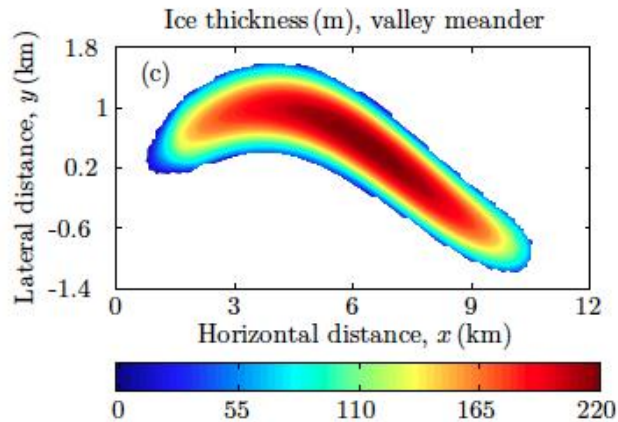 Ice thickness (m), valley meander
(c)
Lateral distance, y (km)
1.8
1
0.2
-0.6
-1.4
0 3 6 9 12
Horizontal distance, x (km)
0 55 110 165 220